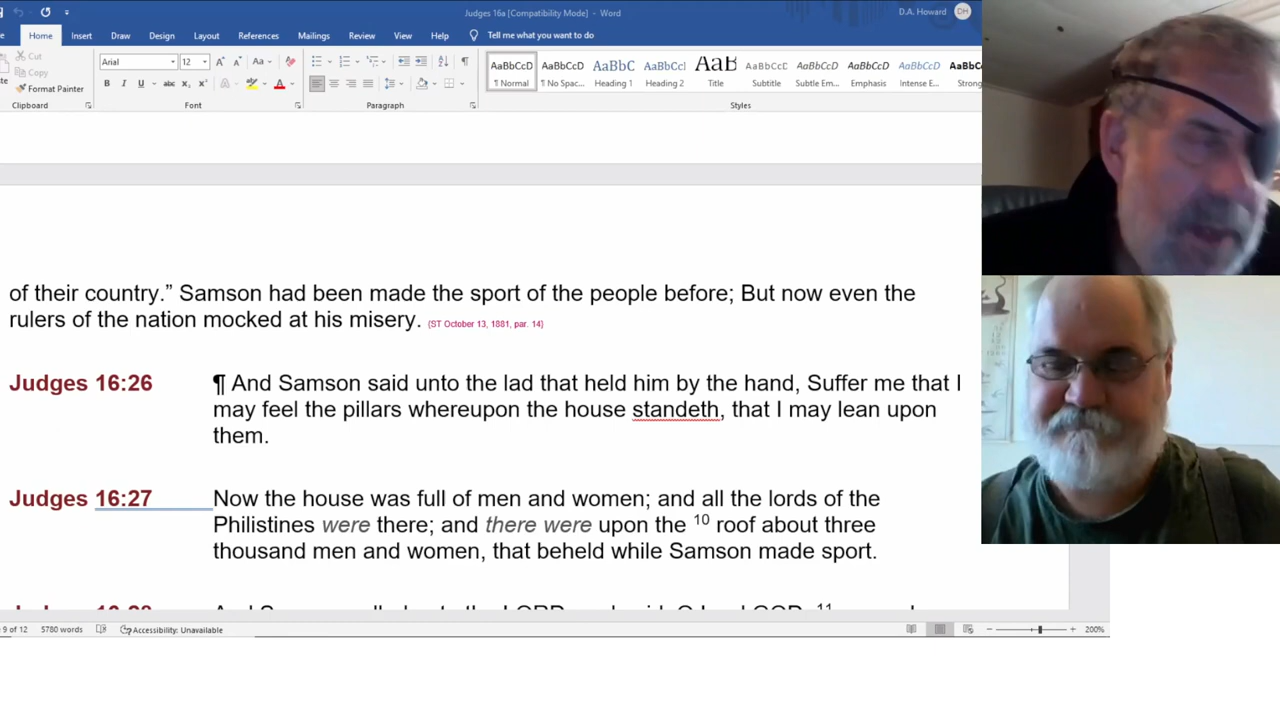 Judges 16a [Compatibility Mode] - Word
D.A. Howard
DH
Home Insert Draw Design Layout References Mailings Review View Help Tell me what you want to do
Cut
Copy
Format Painter
Clipboard
Arial 12
Font
Paragraph
AaBbCcD AaBbCcD AaBbC AaBbCcl AaB AaBbCcD AaBbCcD AaBbCcD AaBbCcD AaBbC
¶ Normal ¶ No Spac... Heading 1 Heading 2 Title Subtitle Subtle Em... Emphasis Intense E... Strong
Styles
of their country.” Samson had been made the sport of the people before; But now even the
rulers of the nation mocked at his misery. {ST October 13, 1881, par. 14}
Judges 16:26 ¶ And Samson said unto the lad that held him by the hand, Suffer me that I
may feel the pillars whereupon the house standeth, that I may lean upon
them.
Judges 16:27 Now the house was full of men and women; and all the lords of the
Philistines were there; and there were upon the 10 roof about three
thousand men and women, that beheld while Samson made sport.
9 of 12 5780 words Accessibility: Unavailable 200%